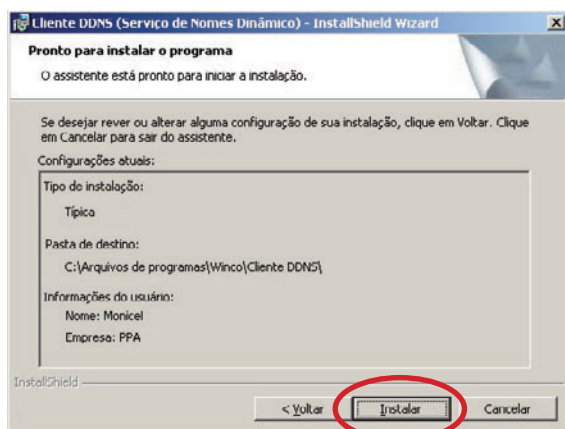 Cliente DDNS (Serviço de Nomes Dinâmico) - InstallShield Wizard
Pronto para instalar o programa
O assistente está pronto para iniciar a instalação.
Se desejar rever ou alterar alguma configuração de sua instalação, clique em Voltar. Clique
em Cancelar para sair do assistente.
Configurações atuais:
Tipo de instalação:
Típica
Pasta de destino:
C:\Arquivos de programas\Winco\Cliente DDNS\
Informações do usuário:
Nome: Monicel
Empresa: PPA
InstallShield
< Voltar
Instalar
Cancelar